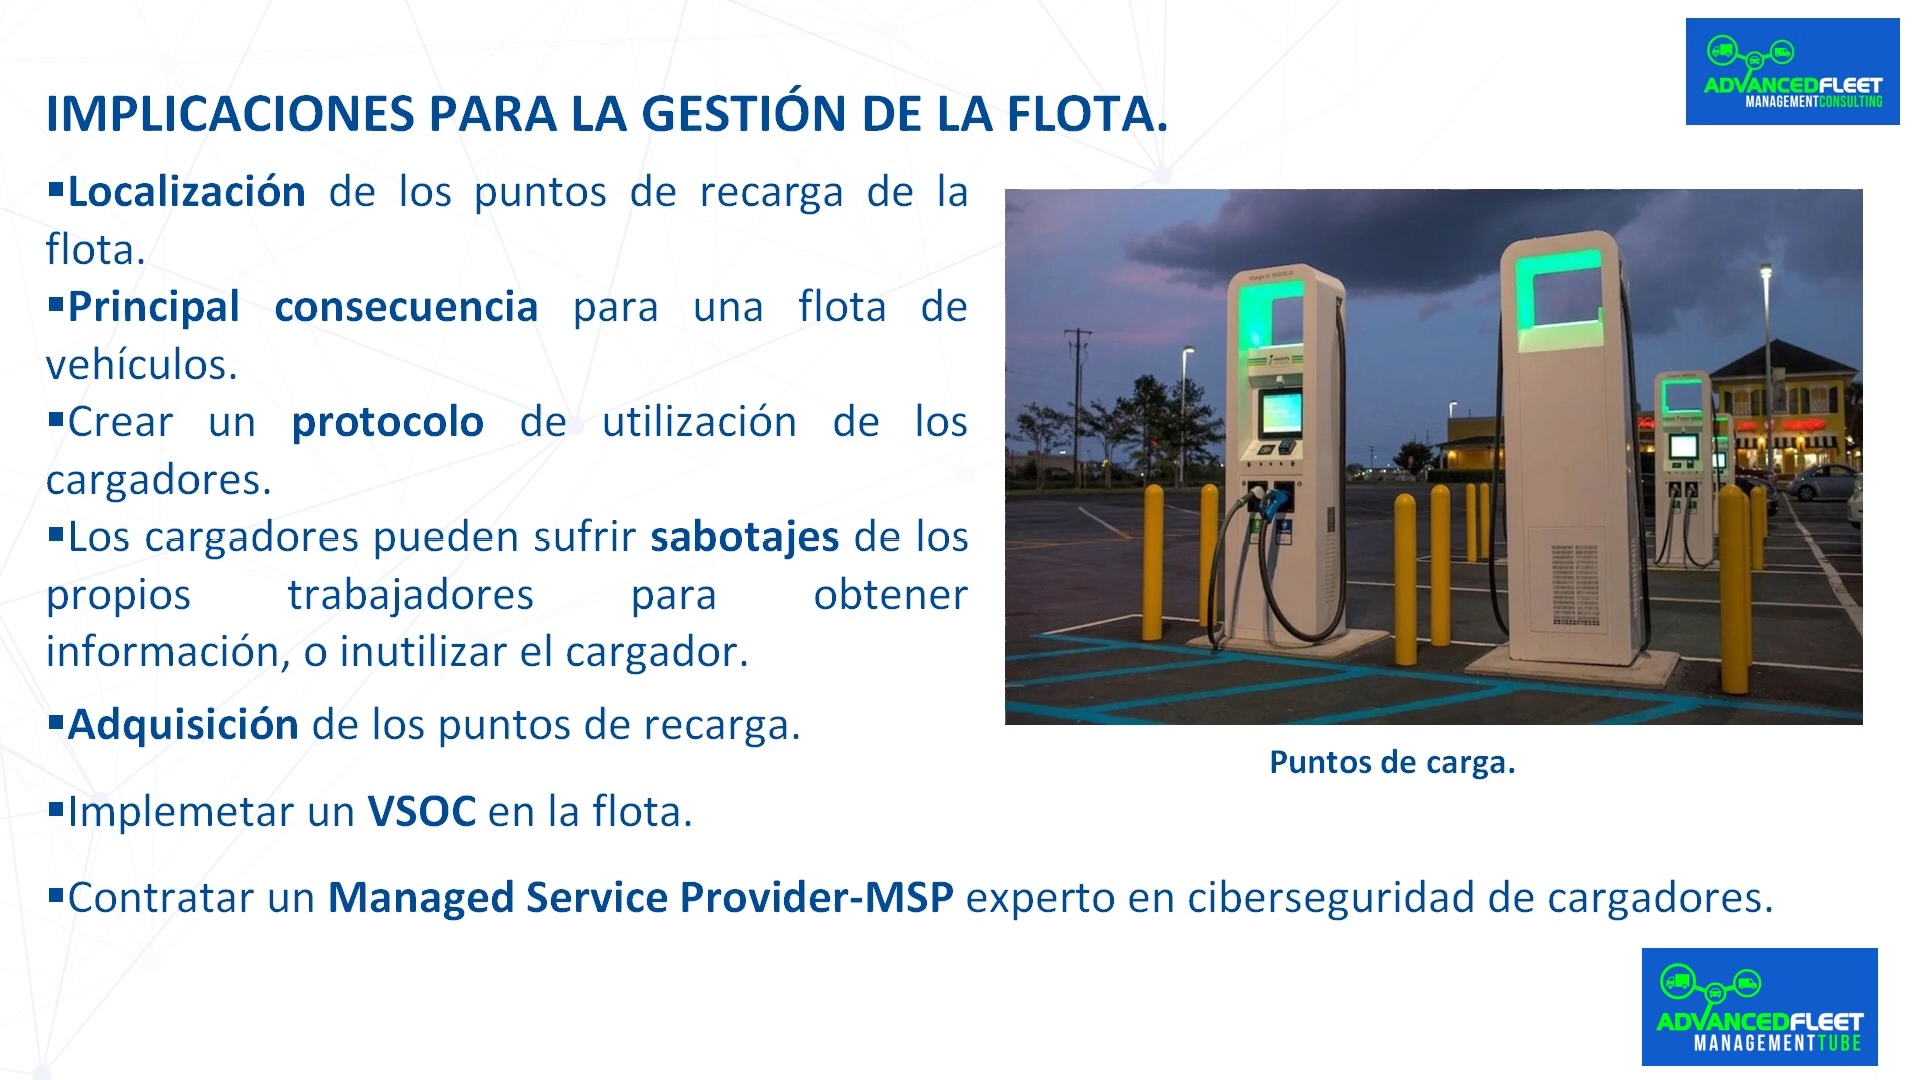 ADVANCEDFLEET
MANAGEMENTCONSULTING
IMPLICACIONES PARA LA GESTIÓN DE LA FLOTA.
▪Localización de los puntos de recarga de la
flota.
▪Principal consecuencia para una flota de
vehículos.
▪Crear un protocolo de utilización de los
cargadores.
▪Los cargadores pueden sufrir sabotajes de los
propios trabajadores para obtener
información, o inutilizar el cargador.
▪Adquisición de los puntos de recarga.
▪Implemetar un VSOC en la flota.
▪Contratar un Managed Service Provider-MSP experto en ciberseguridad de cargadores.
Puntos de carga.
ADVANCEDFLEET
MANAGEMENTTUBE